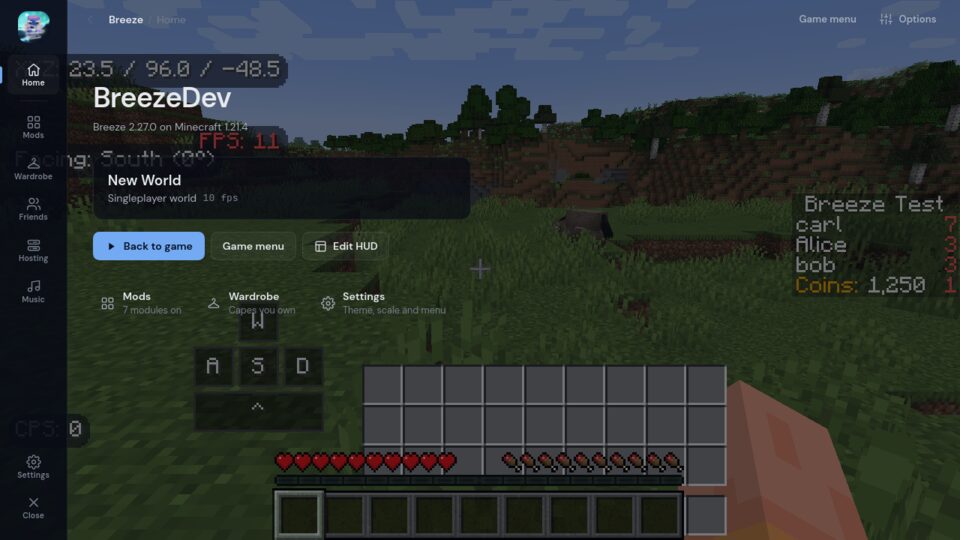 Breeze / Home
Game menu
Options
23.5 / 96.0 / -48.5
Home
BreezeDev
Breeze 2.27.0 on Minecraft 1.21.4
FPS: 11
Facing: South (0°)
Mods
Wardrobe
Friends
Hosting
Music
New World
Singleplayer world 10 fps
Back to game
Game menu
Edit HUD
Mods
7 modules on
Wardrobe
Capes you own
Settings
Theme, scale and menu
Breeze Test
carl 7
Alice 3
bob 3
Coins: 1,250 1
W
A S D
CPS: 0
Settings
Close